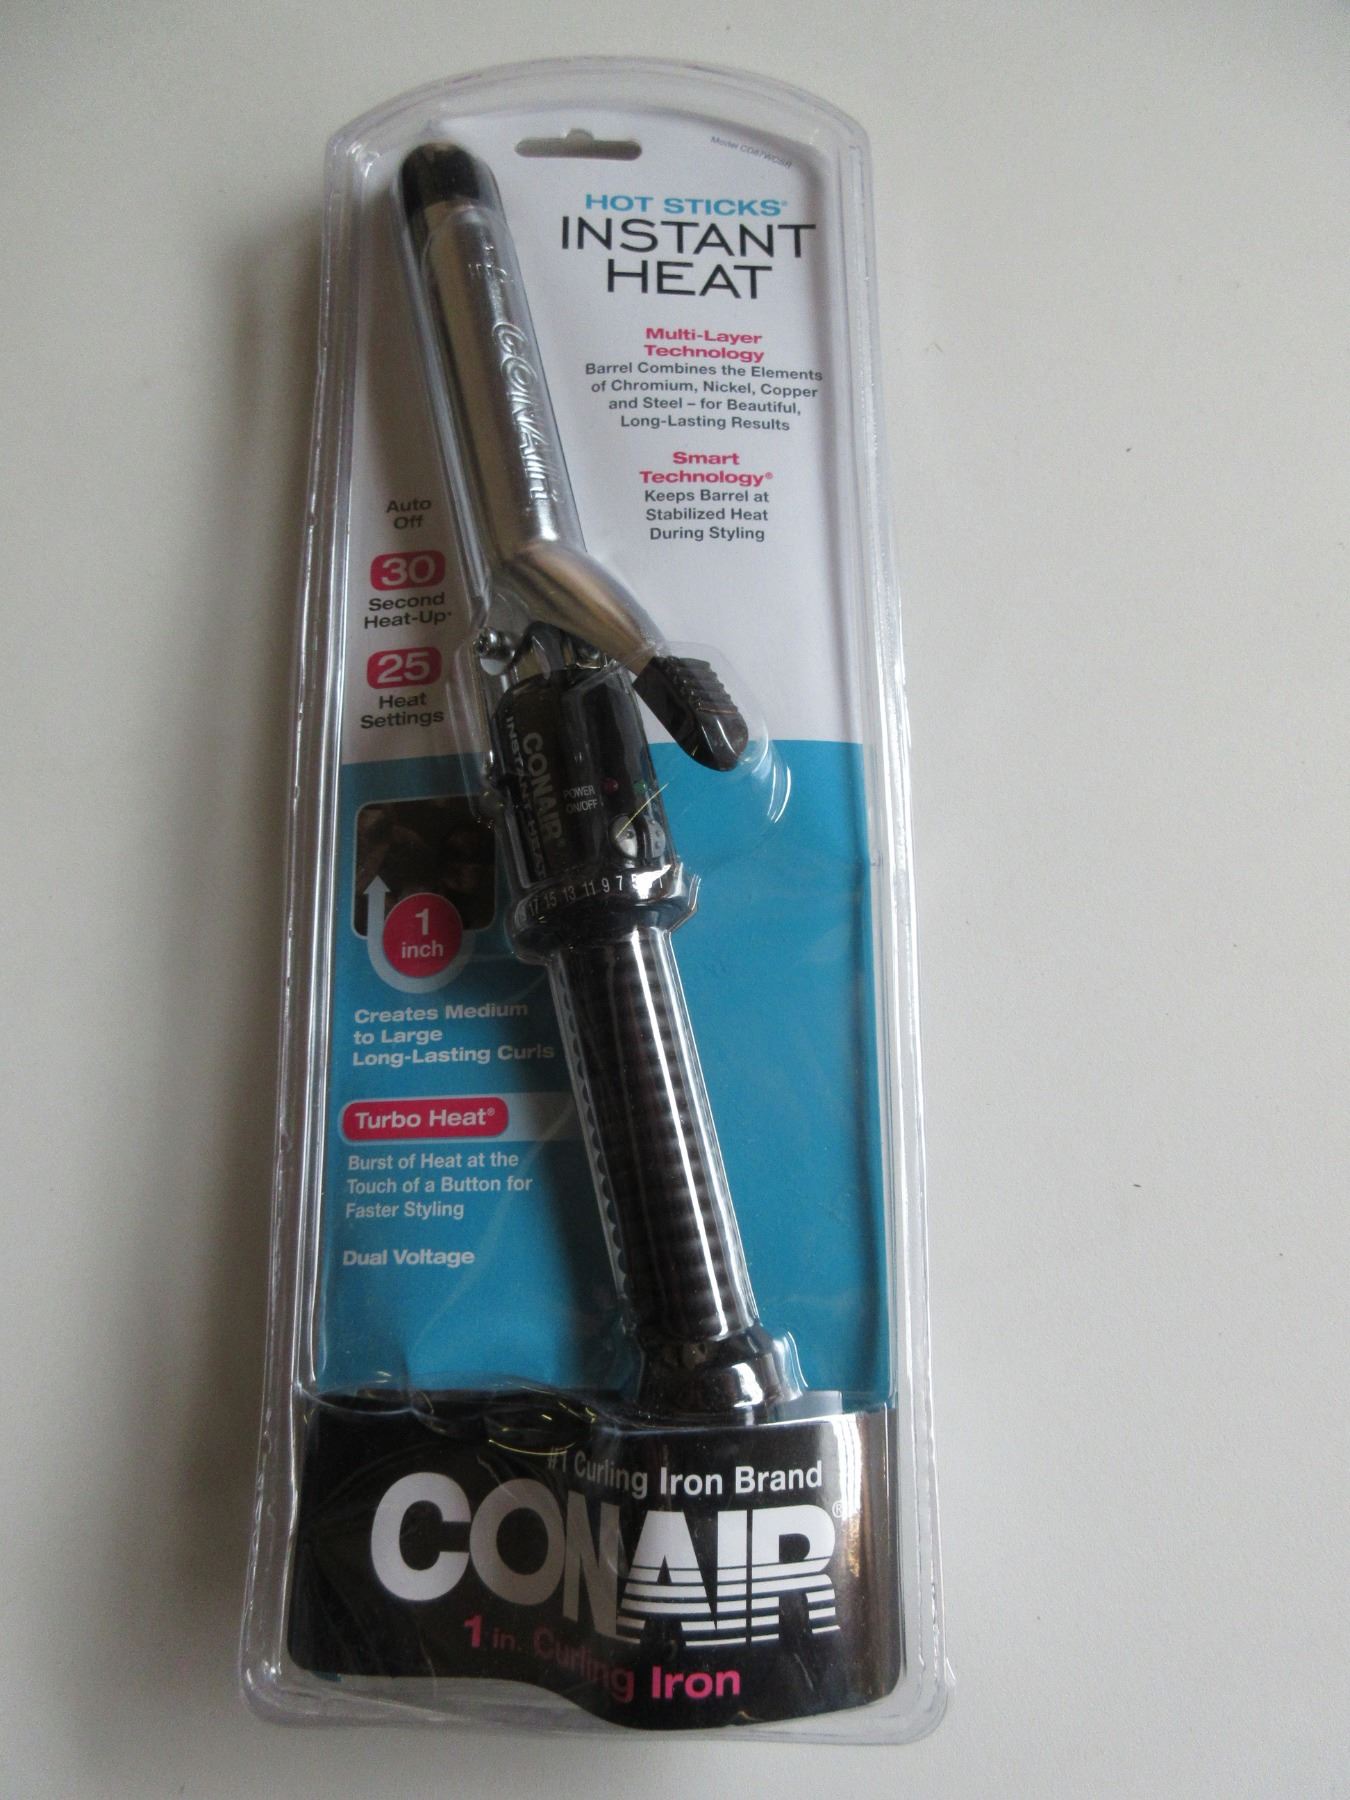 HOT STICKS®
INSTANT
HEAT
Multi-Layer
Technology
Barrel Combines the Elements
of Chromium, Nickel, Copper
and Steel – for Beautiful,
Long-Lasting Results
Smart
Technology®
Keeps Barrel at
Stabilized Heat
During Styling
CONAIR
Auto
Off
30
Second
Heat-Up*
25
Heat
Settings
CONAIR®
INSTANT HEAT
POWER
ON/OFF
17 15 13 11 9 7 5
1
inch
Creates Medium
to Large
Long-Lasting Curls
Turbo Heat®
Burst of Heat at the
Touch of a Button for
Faster Styling
Dual Voltage
#1 Curling Iron Brand
CONAIR®
1 in. Curling Iron